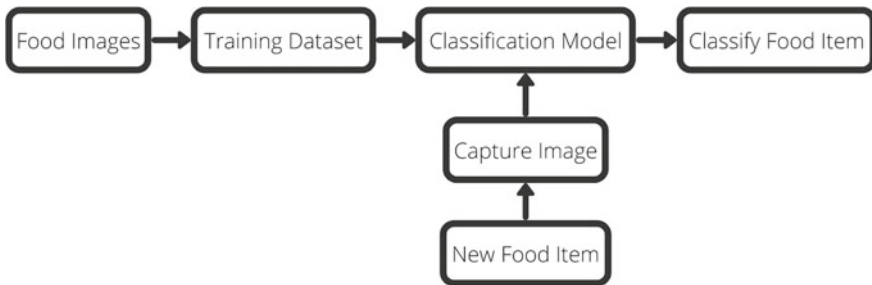 Food Images
Training Dataset
Classification Model
Classify Food Item
Capture Image
New Food Item